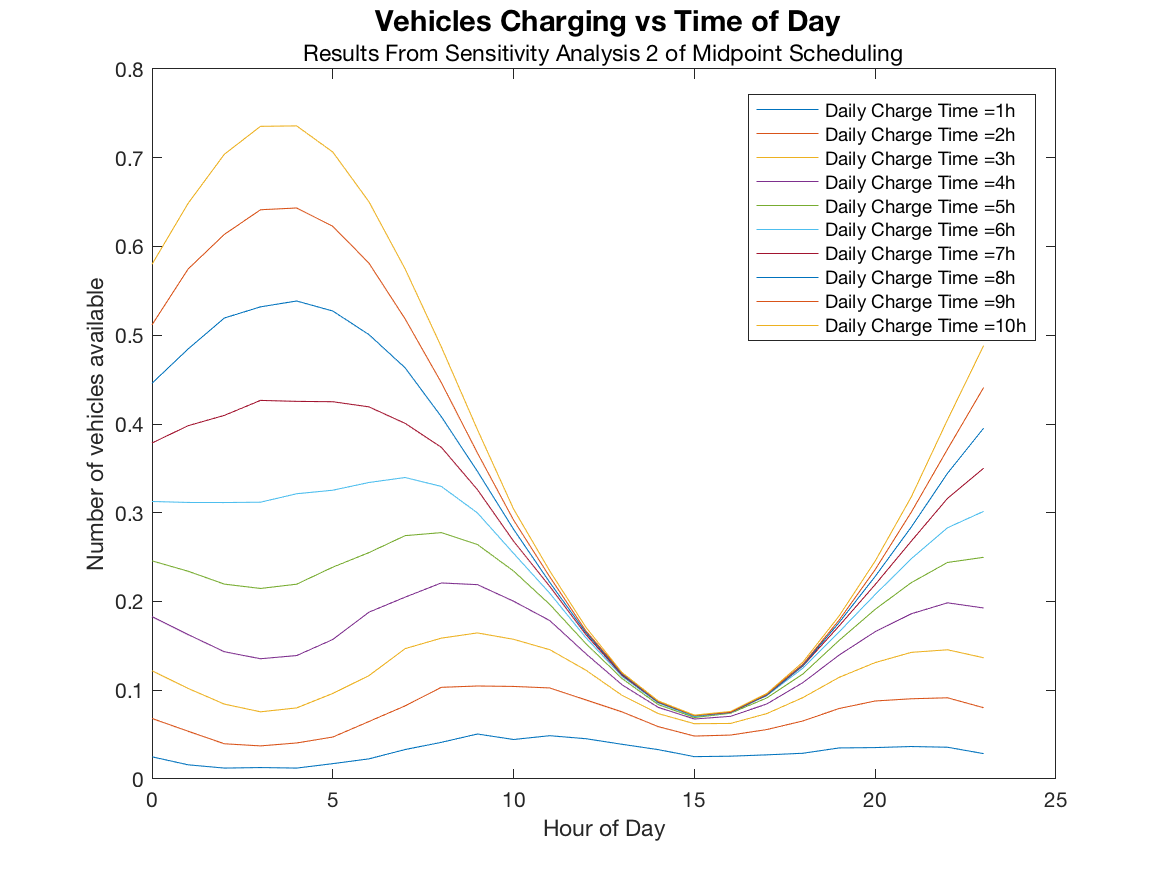 Vehicles Charging vs Time of Day
Results From Sensitivity Analysis 2 of Midpoint Scheduling
0.8
0.7
0.6
0.5
0.4
0.3
0.2
0.1
0
Number of vehicles available
Daily Charge Time =1h
Daily Charge Time =2h
Daily Charge Time =3h
Daily Charge Time =4h
Daily Charge Time =5h
Daily Charge Time =6h
Daily Charge Time =7h
Daily Charge Time =8h
Daily Charge Time =9h
Daily Charge Time =10h
0 5 10 15 20 25
Hour of Day